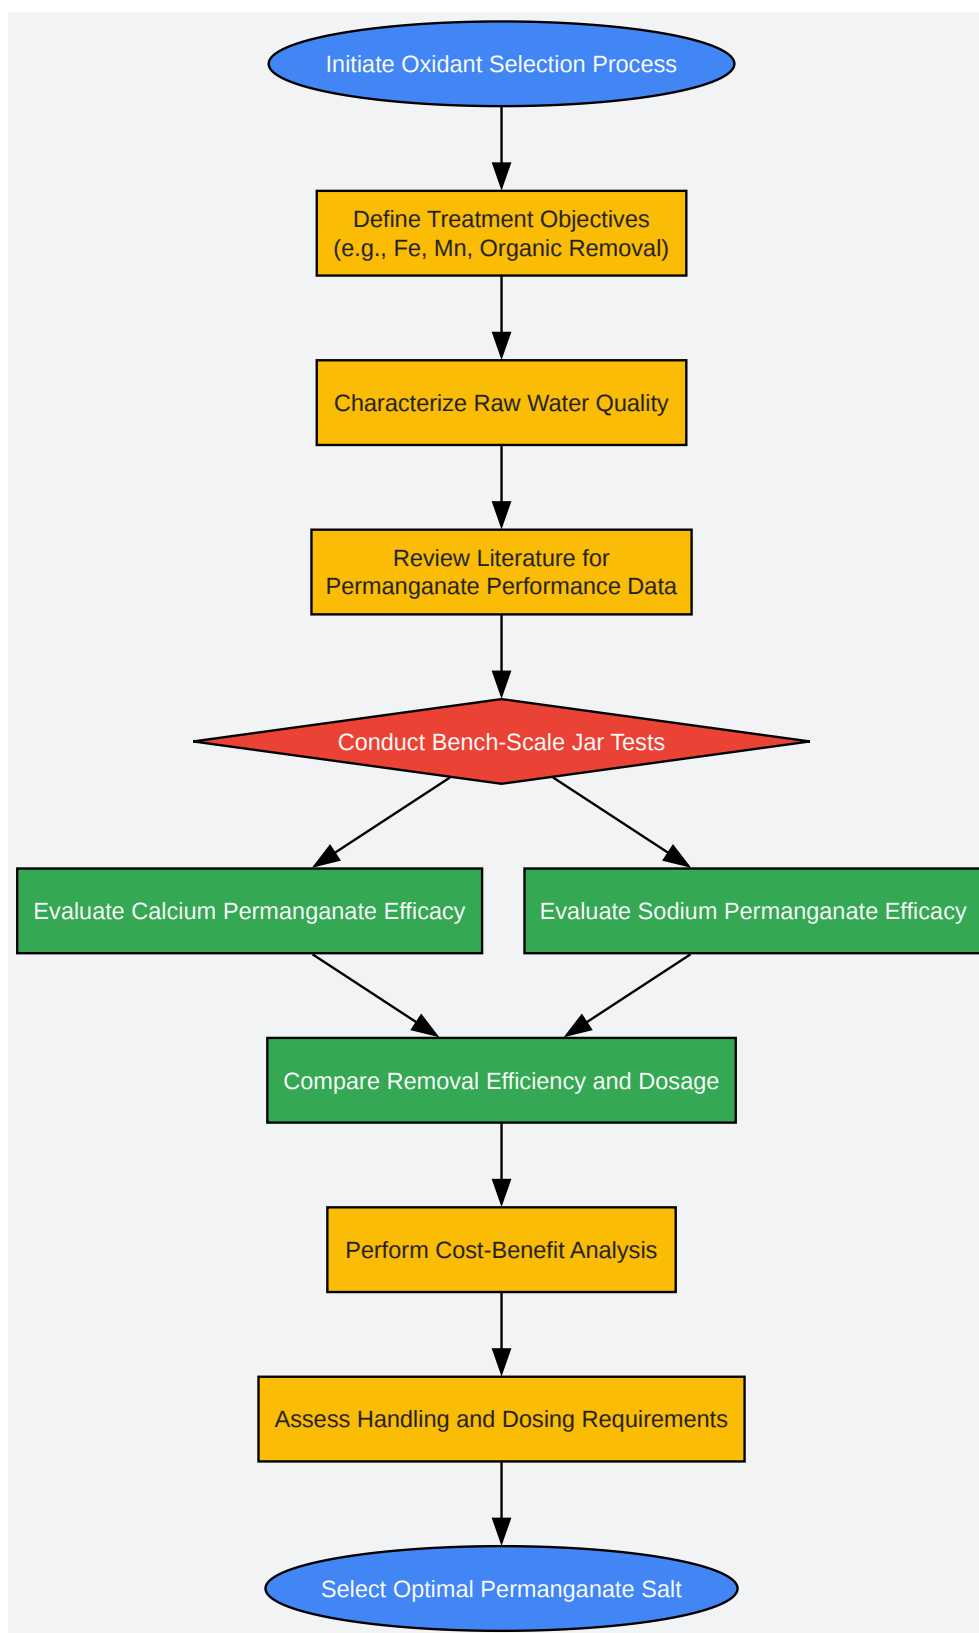 Initiate Oxidant Selection Process
Define Treatment Objectives
(e.g., Fe, Mn, Organic Removal)
Characterize Raw Water Quality
Review Literature for
Permanganate Performance Data
Conduct Bench-Scale Jar Tests
Evaluate Calcium Permanganate Efficacy
Evaluate Sodium Permanganate Efficacy
Compare Removal Efficiency and Dosage
Perform Cost-Benefit Analysis
Assess Handling and Dosing Requirements
Select Optimal Permanganate Salt